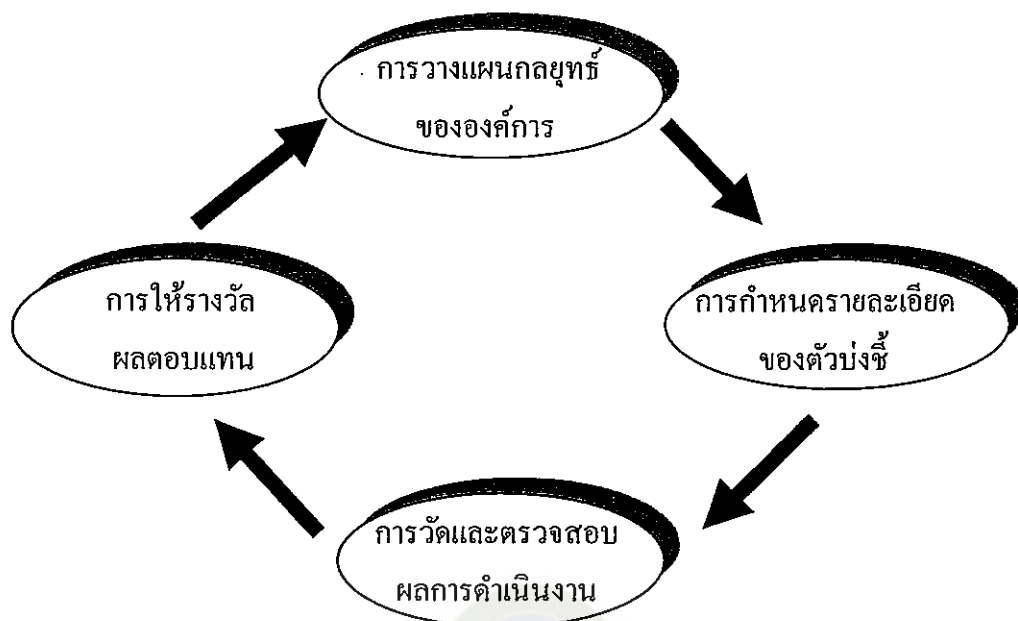 การวางแผนกลยุทธ์
ขององค์การ
การให้รางวัล
ผลตอบแทน
การกำหนดรายละเอียด
ของตัวบ่งชี้
การวัดและตรวจสอบ
ผลการดำเนินงาน